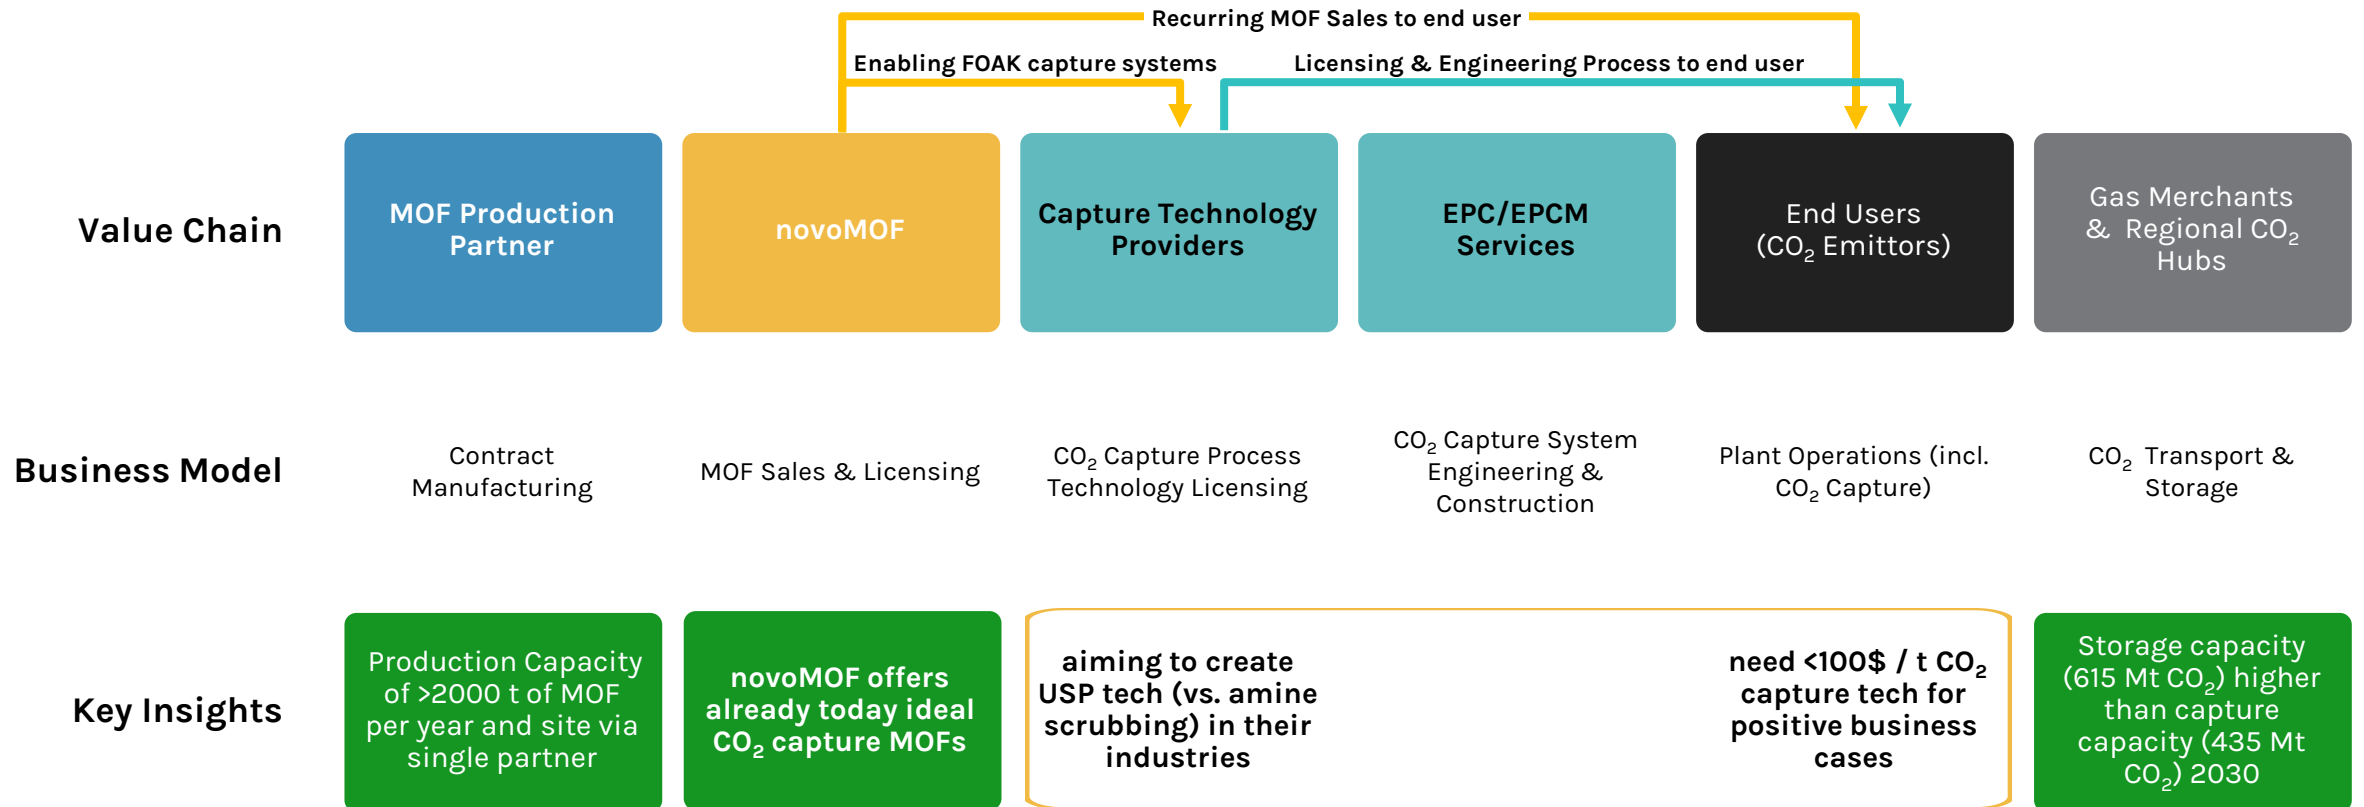 Recurring MOF Sales to end user
Enabling FOAK capture systems
Licensing & Engineering Process to end user
Value Chain
MOF Production
Partner
novoMOF
Capture Technology
Providers
EPC/EPCM
Services
End Users
(CO₂ Emittors)
Gas Merchants
& Regional CO₂
Hubs
Business Model
Contract
Manufacturing
MOF Sales & Licensing
CO₂ Capture Process
Technology Licensing
CO₂ Capture System
Engineering &
Construction
Plant Operations (incl.
CO₂ Capture)
CO₂ Transport &
Storage
Key Insights
Production Capacity
of >2000 t of MOF
per year and site via
single partner
novoMOF offers
already today ideal
CO₂ capture MOFs
aiming to create
USP tech (vs. amine
scrubbing) in their
industries
need <100$ / t CO₂
capture tech for
positive business
cases
Storage capacity
(615 Mt CO₂) higher
than capture
capacity (435 Mt
CO₂) 2030